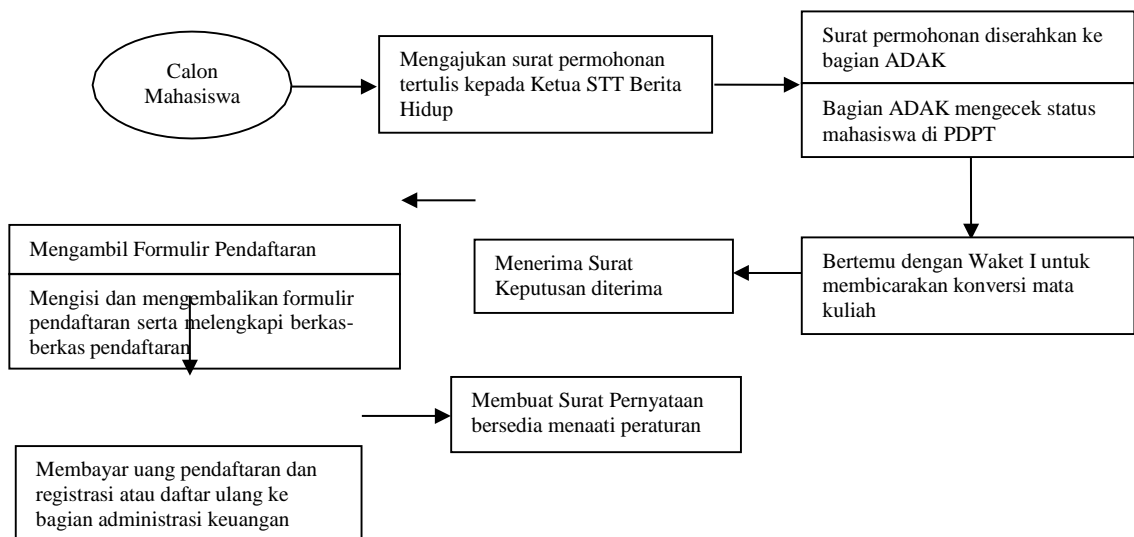 Calon
Mahasiswa
Mengajukan surat permohonan
tertulis kepada Ketua STT Berita
Hidup
Surat permohonan diserahkan ke
bagian ADAK
Bagian ADAK mengecek status
mahasiswa di PDPT
Bertemu dengan Waket I untuk
membicarakan konversi mata
kuliah
Menerima Surat
Keputusan diterima
Mengambil Formulir Pendaftaran
Mengisi dan mengembalikan formulir
pendaftaran serta melengkapi berkas-
berkas pendaftaran
Membayar uang pendaftaran dan
registrasi atau daftar ulang ke
bagian administrasi keuangan
Membuat Surat Pernyataan
bersedia menaati peraturan